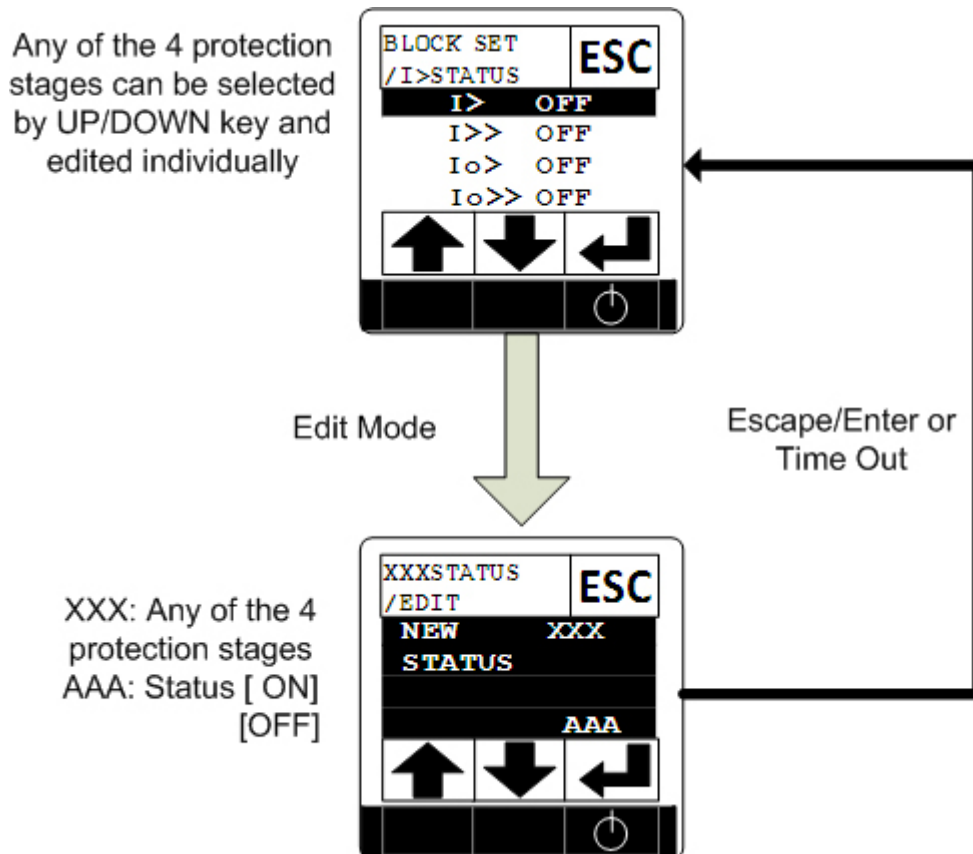 Any of the 4 protection
stages can be selected
by UP/DOWN key and
edited individually
BLOCK SET
/I>STATUS
ESC
I> OFF
I>> OFF
Io> OFF
Io>> OFF
Edit Mode
Escape/Enter or
Time Out
XXX: Any of the 4
protection stages
AAA: Status [ ON]
[OFF]
XXXSTATUS
/EDIT
ESC
NEW XXX
STATUS
AAA